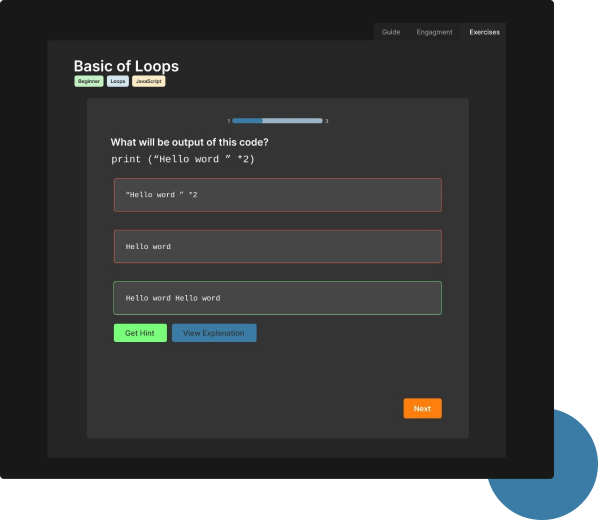 Guide Engagment Exercises
Basic of Loops
Beginner Loops JavaScript
1 3
What will be output of this code?
print (“Hello word ” *2)
“Hello word ” *2
Hello word
Hello word Hello word
Get Hint View Explenation
Next